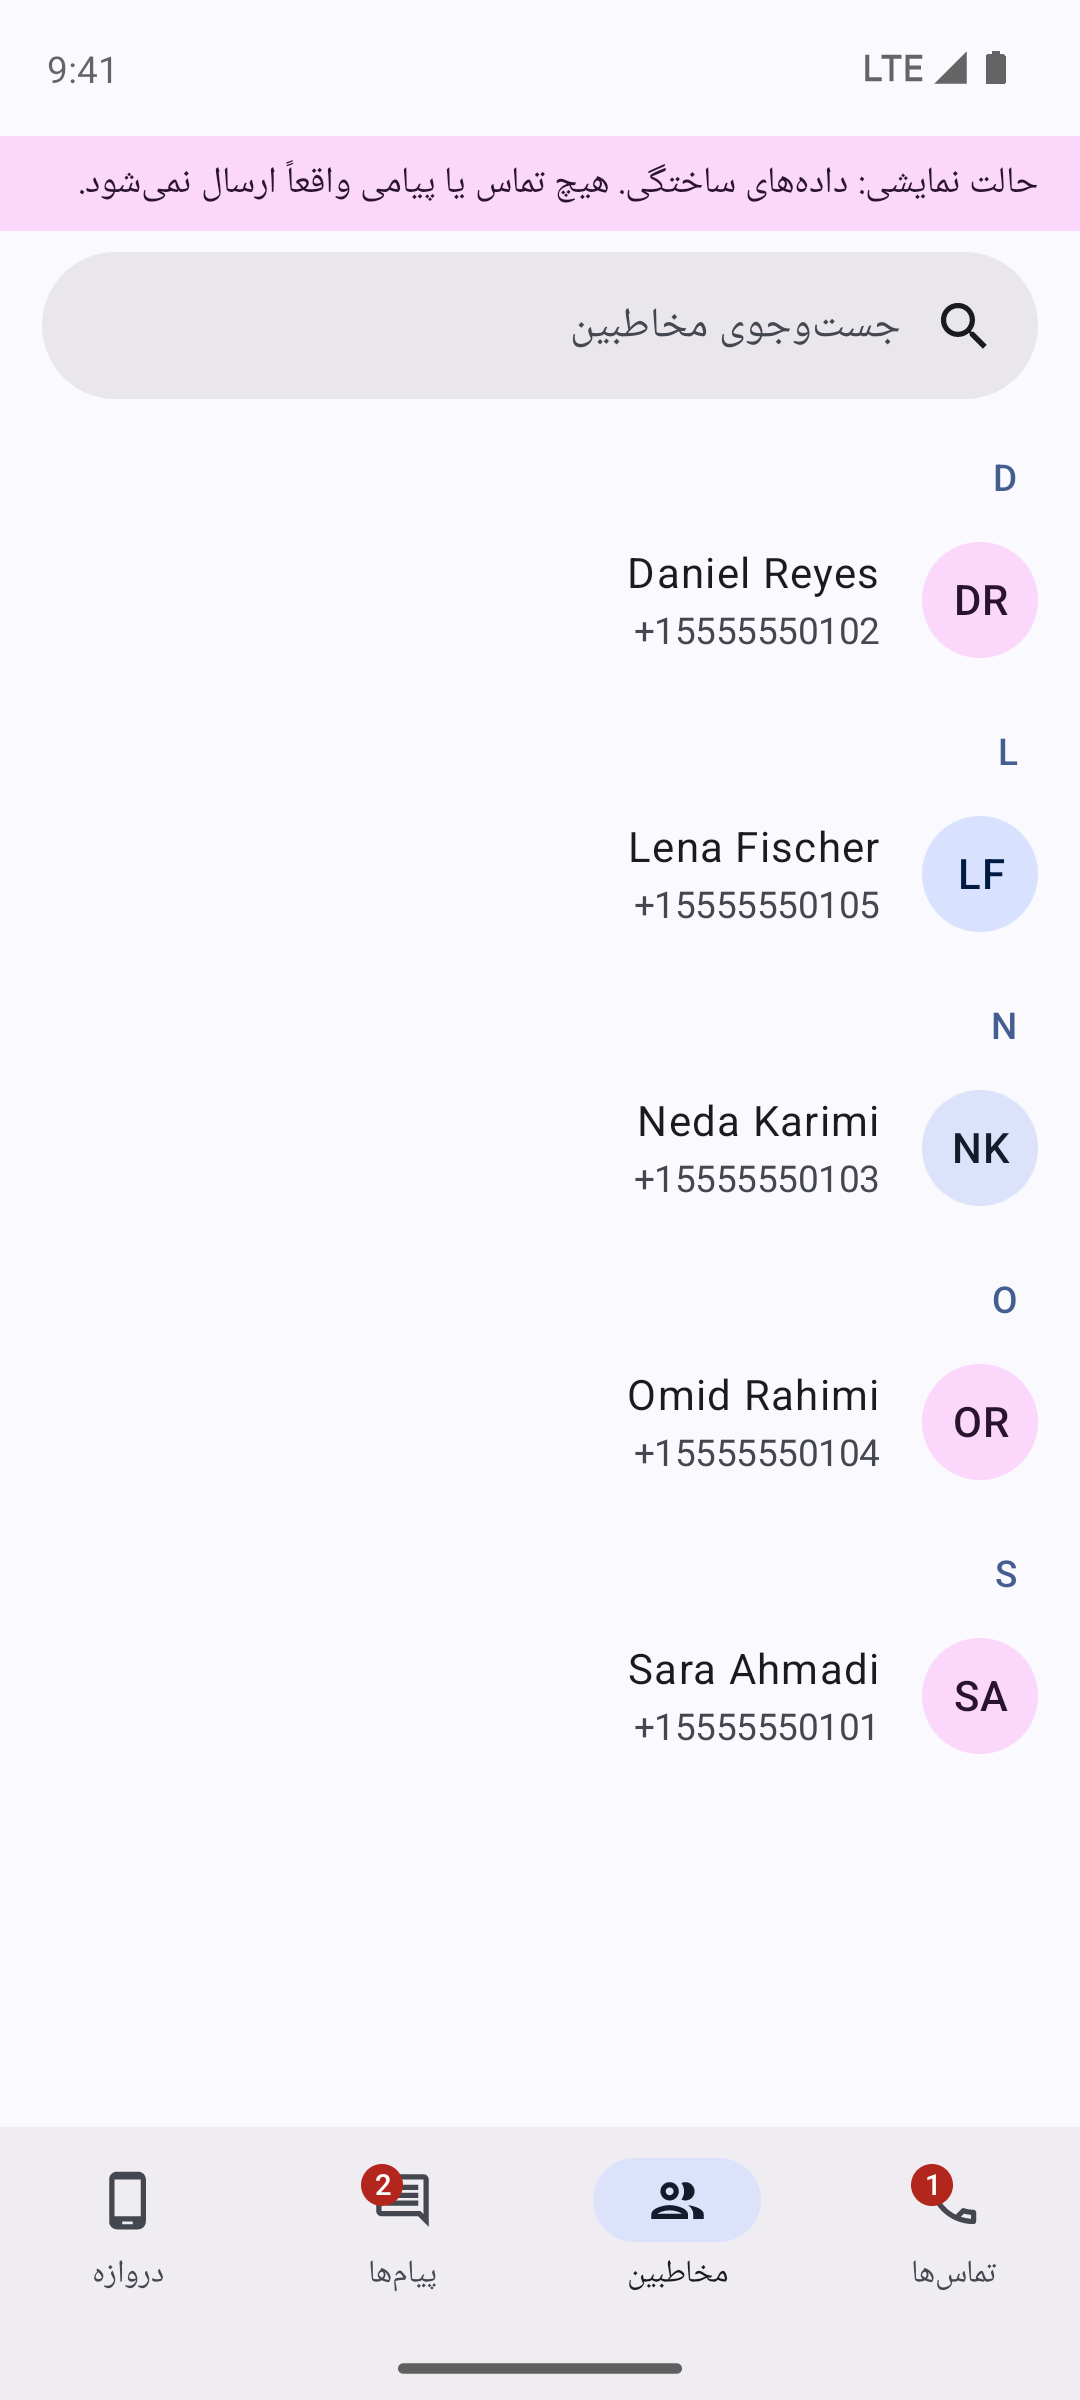 9:41 LTE
حالت نمایشی: داده‌های ساختگی. هیچ تماس یا پیامی واقعاً ارسال نمی‌شود.
جست‌وجوی مخاطبین
D
Daniel Reyes
DR
+15555550102
L
Lena Fischer
LF
+15555550105
N
Neda Karimi
NK
+15555550103
O
Omid Rahimi
OR
+15555550104
S
Sara Ahmadi
SA
+15555550101
1
2
تماس‌ها
مخاطبین
پیام‌ها
دروازه